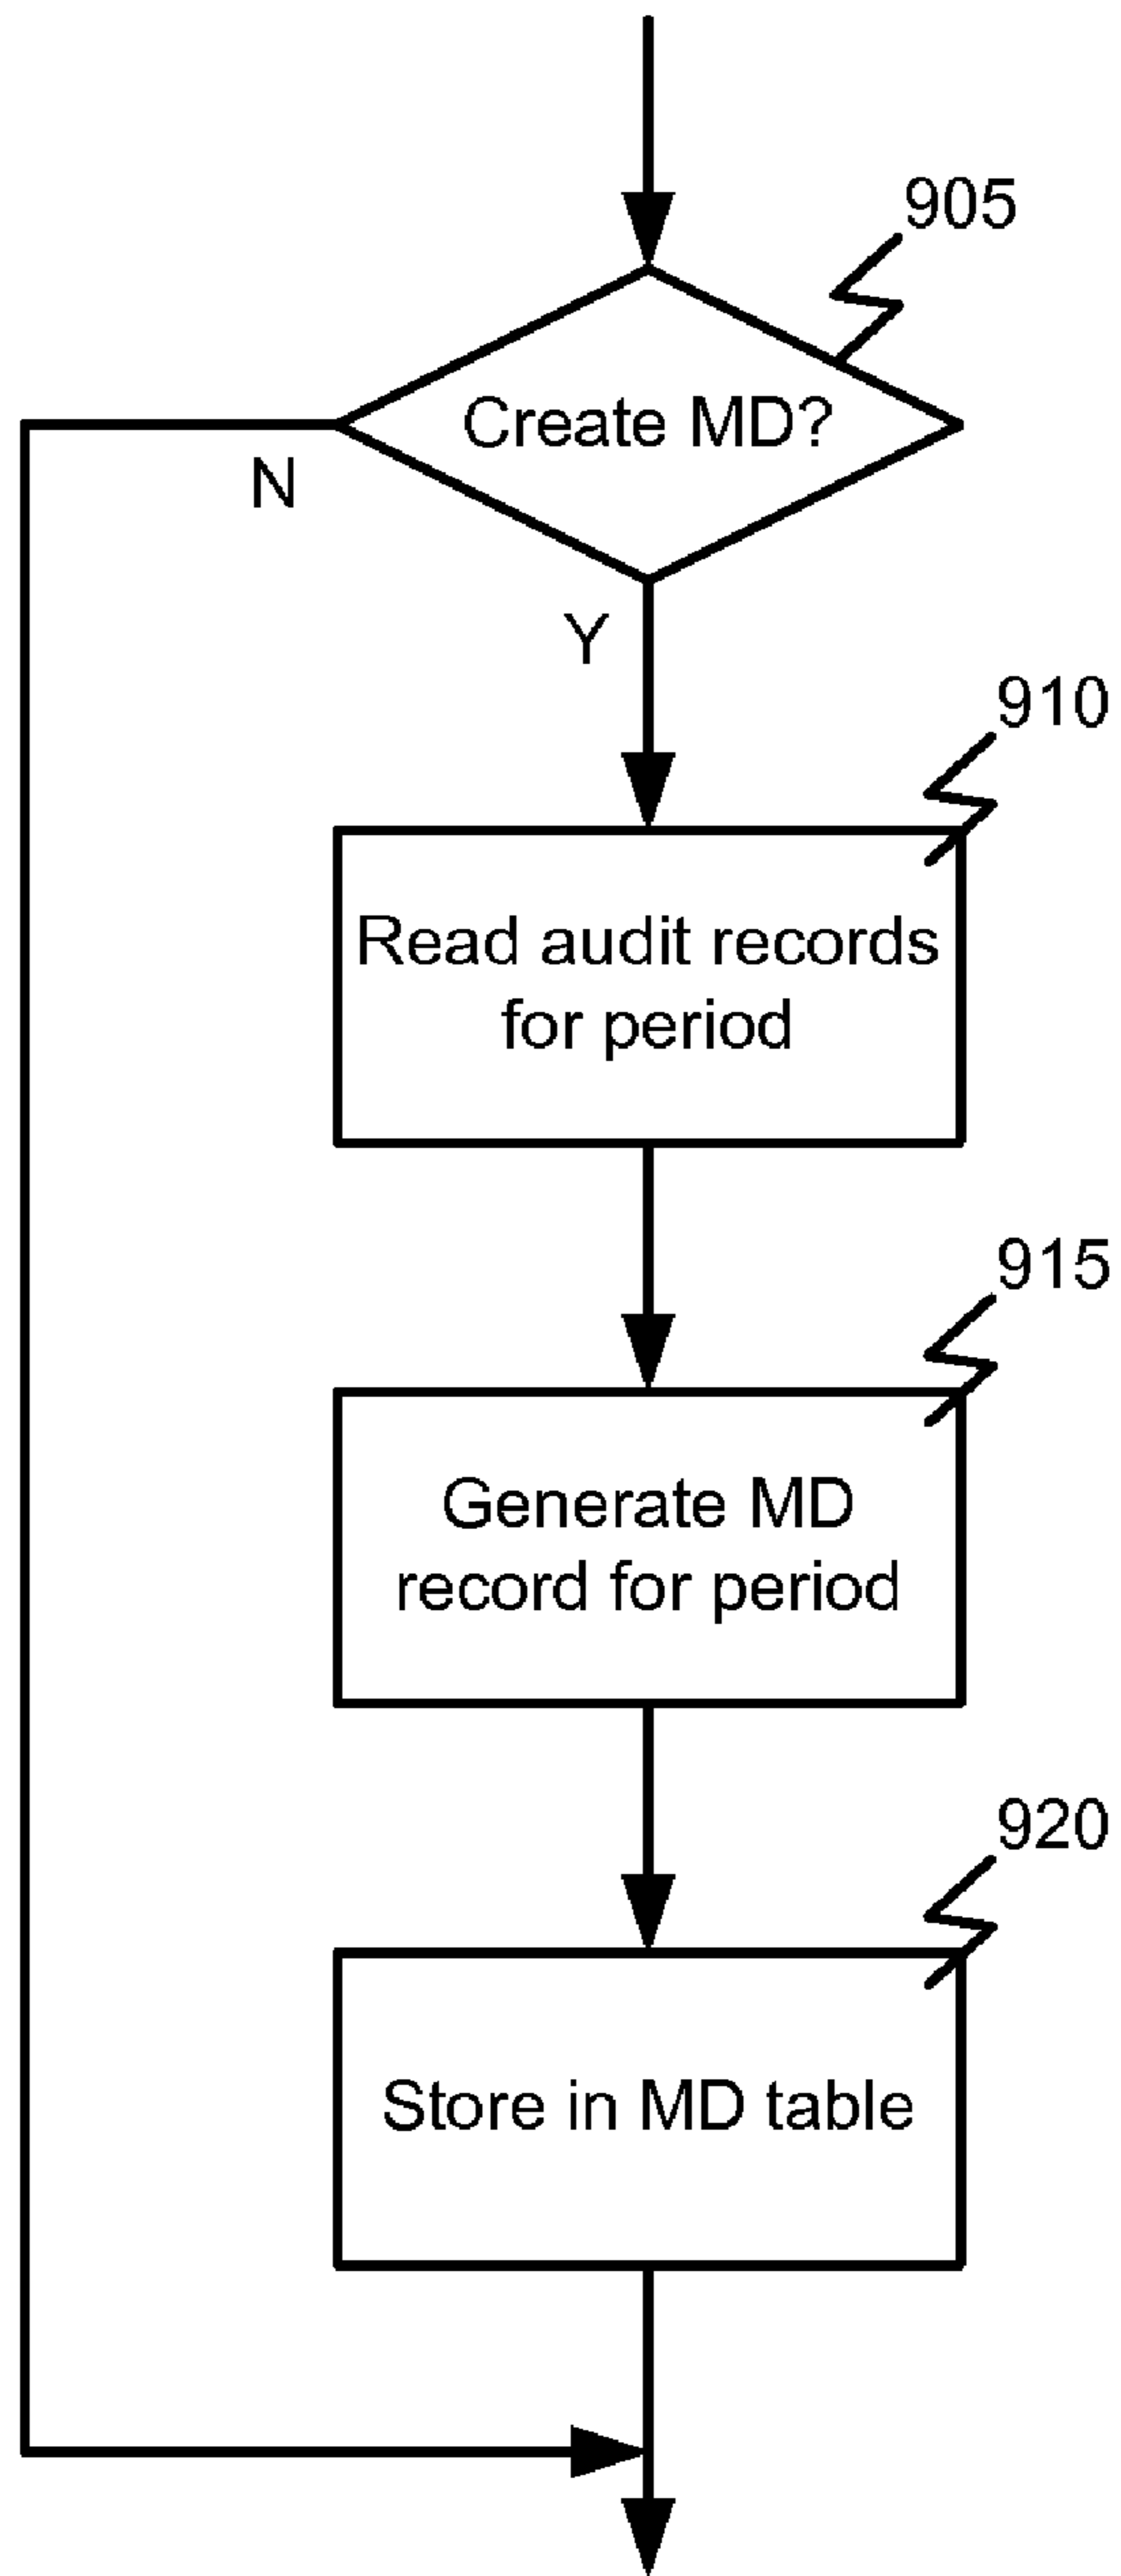 905
Create MD?
N
Y
910
Read audit records
for period
915
Generate MD
record for period
920
Store in MD table